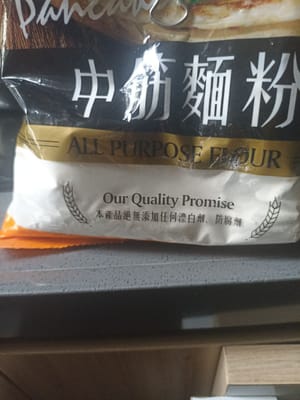 Pancake
中筋麵粉
ALL PURPOSE FLOUR
Our Quality Promise
本產品絕無添加任何漂白劑、防腐劑